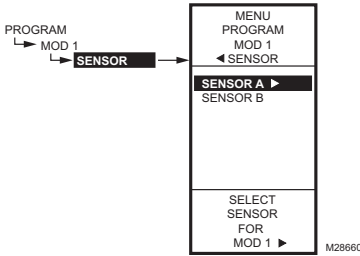 PROGRAM
MOD 1
SENSOR
MENU
PROGRAM
MOD 1
◀ SENSOR
SENSOR A ▶
SENSOR B
SELECT
SENSOR
FOR
MOD 1 ▶
M28660